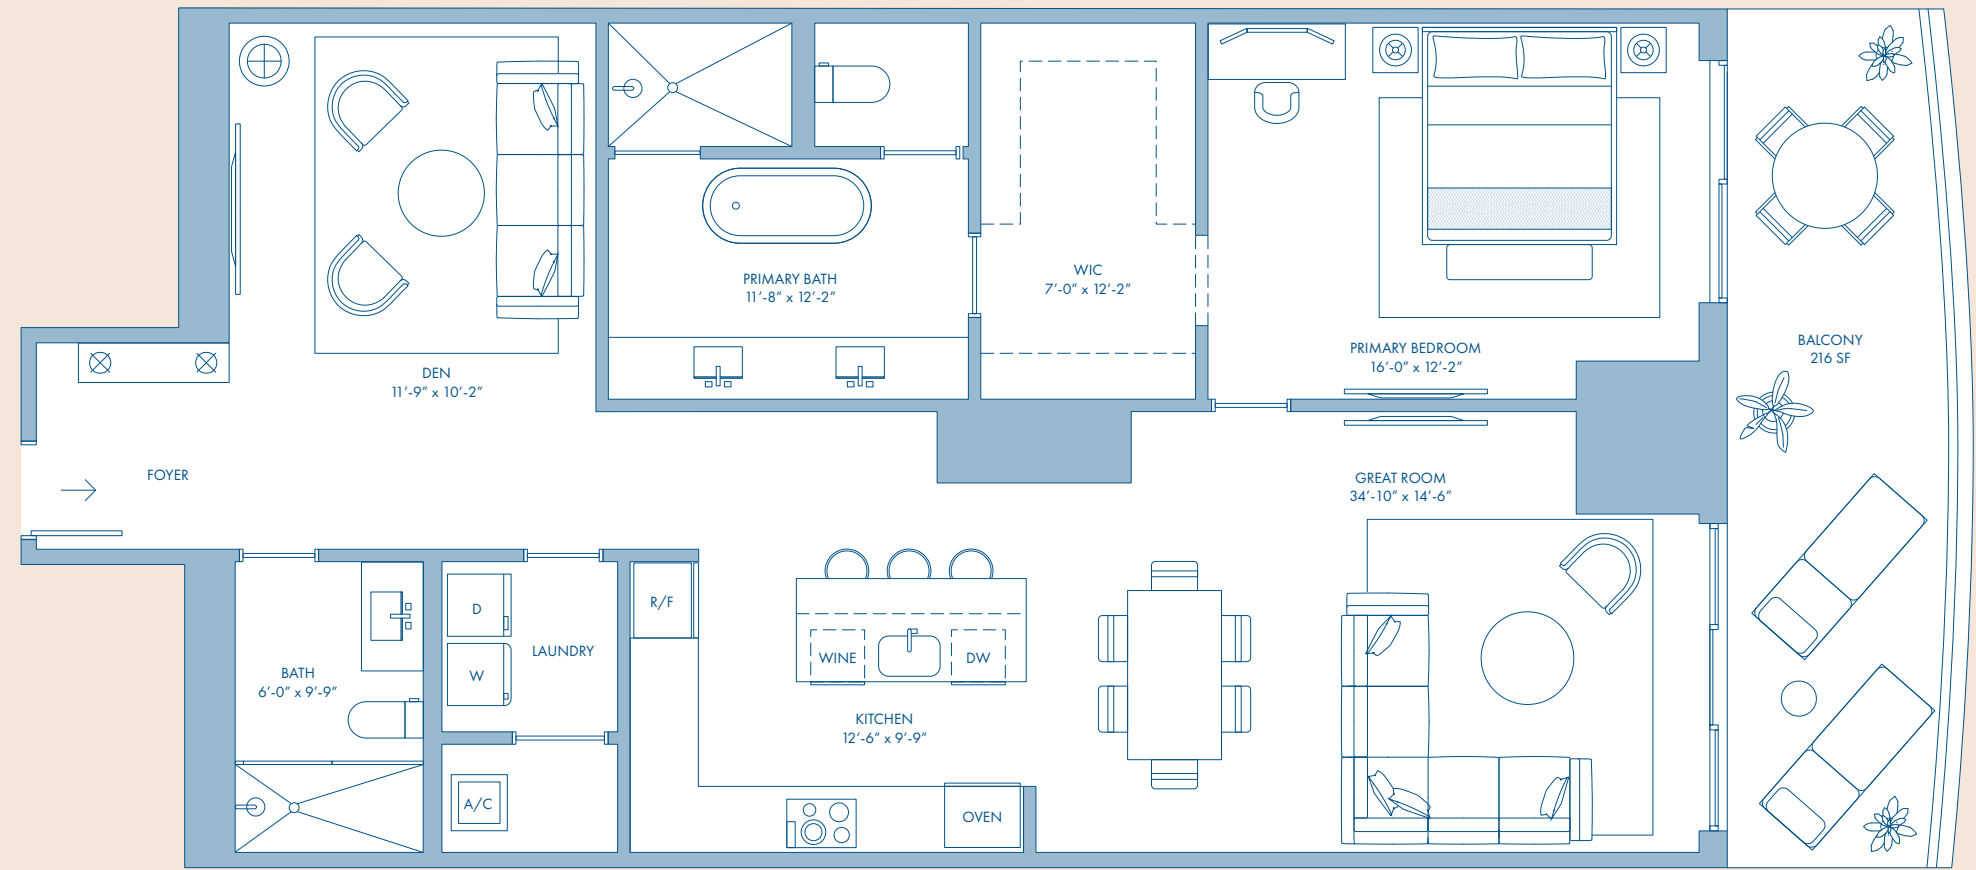 PRIMARY BATH
11'-8" x 12'-2"
WIC
7'-0" x 12'-2"
PRIMARY BEDROOM
16'-0" x 12'-2"
BALCONY
216 SF
DEN
11'-9" x 10'-2"
FOYER
GREAT ROOM
34'-10" x 14'-6"
D
W
LAUNDRY
R/F
WINE
DW
BATH
6'-0" x 9'-9"
KITCHEN
12'-6" x 9'-9"
A/C
OVEN